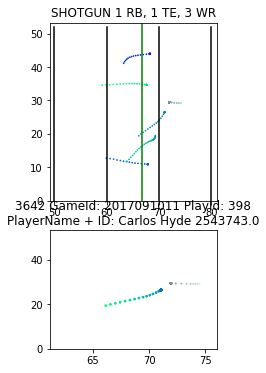 SHOTGUN 1 RB, 1 TE, 3 WR
50
40
30
20
10
0
50 60 70 80
3642 GameId: 2017091011 PlayId: 398
PlayerName + ID: Carlos Hyde 2543743.0
40
20
0
65 70 75